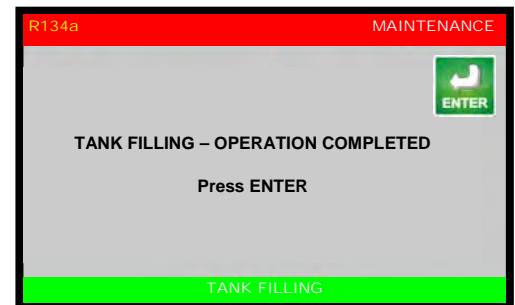 R134a MAINTENANCE
ENTER
TANK FILLING – OPERATION COMPLETED
Press ENTER
TANK FILLING